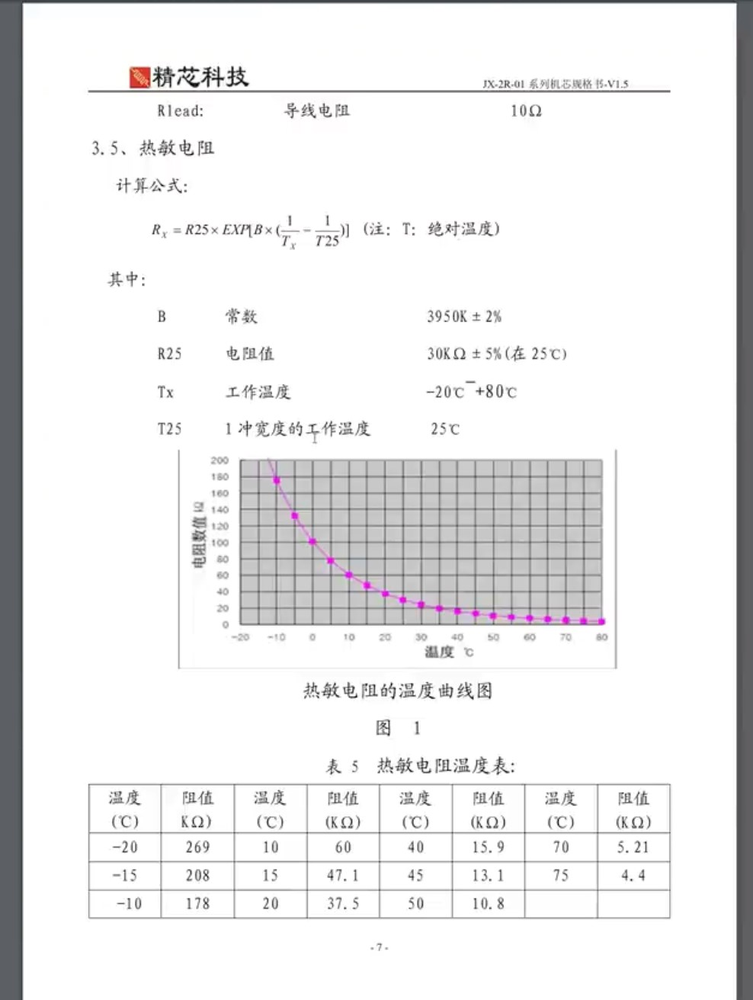 精芯科技
JX-2R-01 系列机芯规格书-V1.5
Rlead: 导线电阻 10Ω
3.5、热敏电阻
计算公式:
R_X = R25×EXP[B×(1/T_X − 1/T25)] (注: T: 绝对温度)
其中:
B 常数 3950K±2%
R25 电阻值 30KΩ±5%(在 25℃)
Tx 工作温度 -20℃¯+80℃
T25 1 冲宽度的工作温度 25℃
200
180
160
140
120
100
80
60
40
20
0
电阻数值 kΩ
-20 -10 0 10 20 30 40 50 60 70 80
温度 ℃
热敏电阻的温度曲线图
图 1
表 5 热敏电阻温度表:
温度 阻值 温度 阻值 温度 阻值 温度 阻值
(℃) KΩ) (℃) (KΩ) (℃) (KΩ) (℃) (KΩ)
-20 269 10 60 40 15.9 70 5.21
-15 208 15 47.1 45 13.1 75 4.4
-10 178 20 37.5 50 10.8
- 7 -